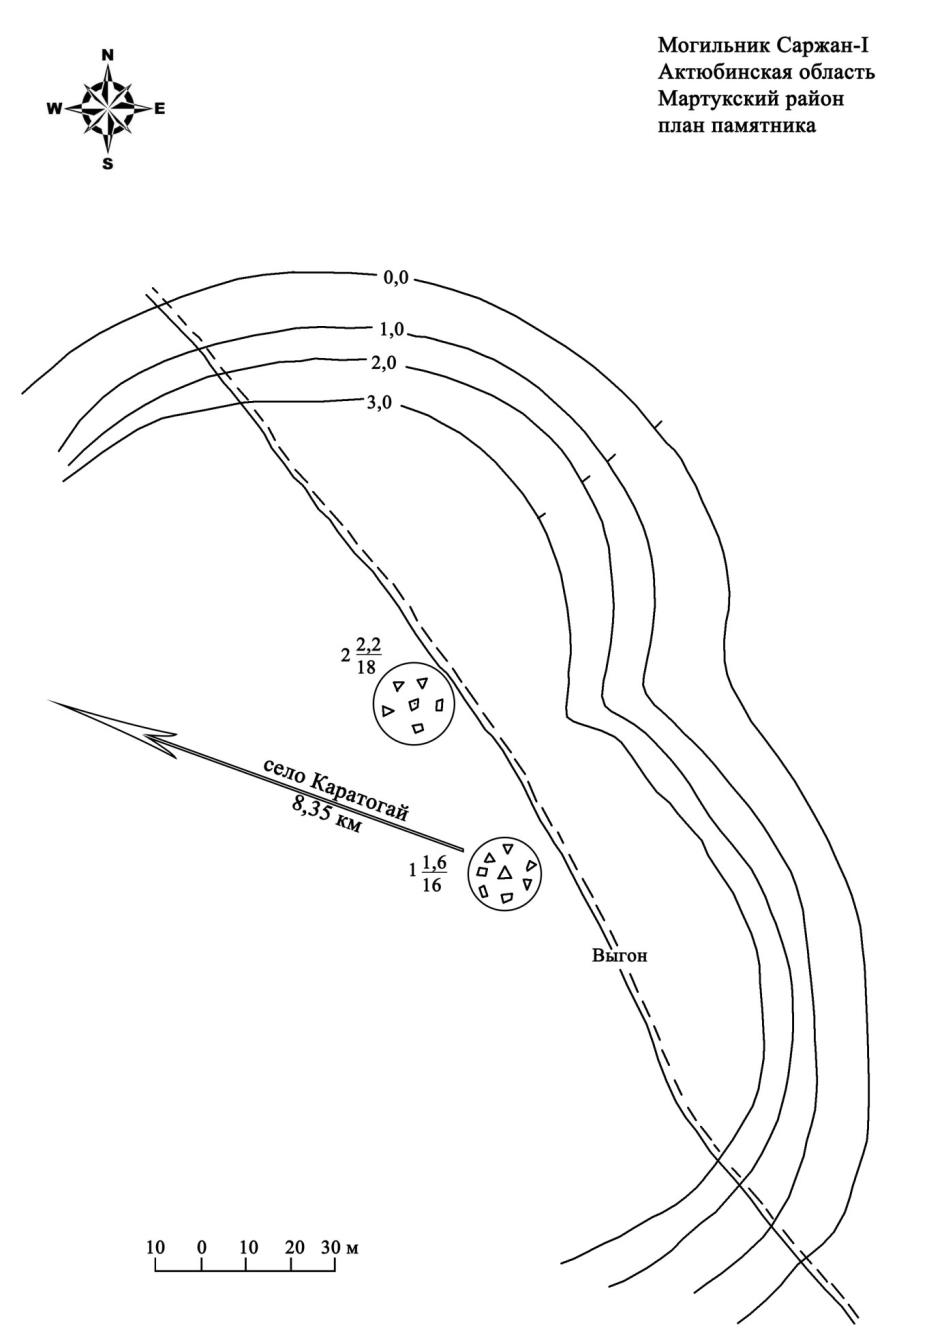 Могильник Саржан-I
Актюбинская область
Мартукский район
план памятника
N
W E
S
0,0
1,0
2,0
3,0
2 2,2
18
село Каратогай
8,35 км
1 1,6
16
Выгон
10 0 10 20 30 м